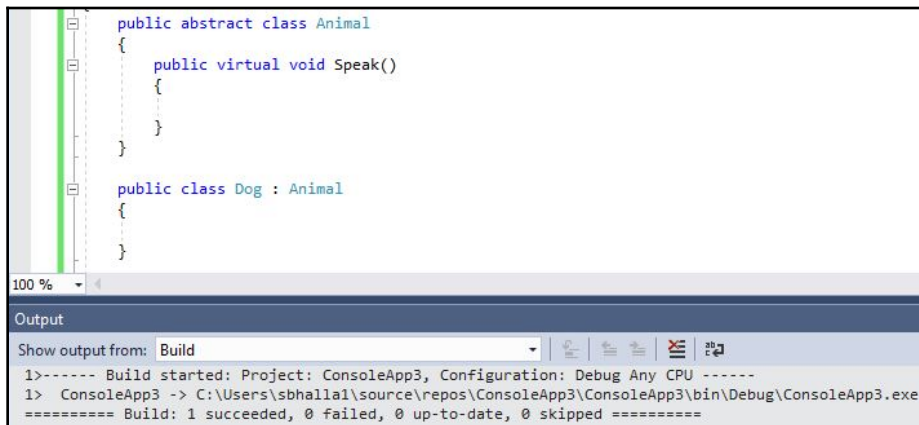 public abstract class Animal
{
public virtual void Speak()
{
}
}
public class Dog : Animal
{
}
100 %
Output
Show output from: Build
1>------ Build started: Project: ConsoleApp3, Configuration: Debug Any CPU ------
1>  ConsoleApp3 -> C:\Users\sbhalla1\source\repos\ConsoleApp3\ConsoleApp3\bin\Debug\ConsoleApp3.exe
========== Build: 1 succeeded, 0 failed, 0 up-to-date, 0 skipped ==========